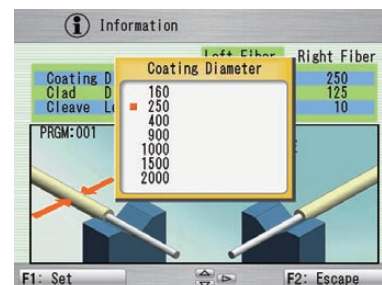 Information
Left Fiber Right Fiber
Coating D 250
Clad D 125
Cleave Le 10
Coating Diameter
160
250
400
900
1000
1500
2000
PRGM:001
F1: Set
F2: Escape